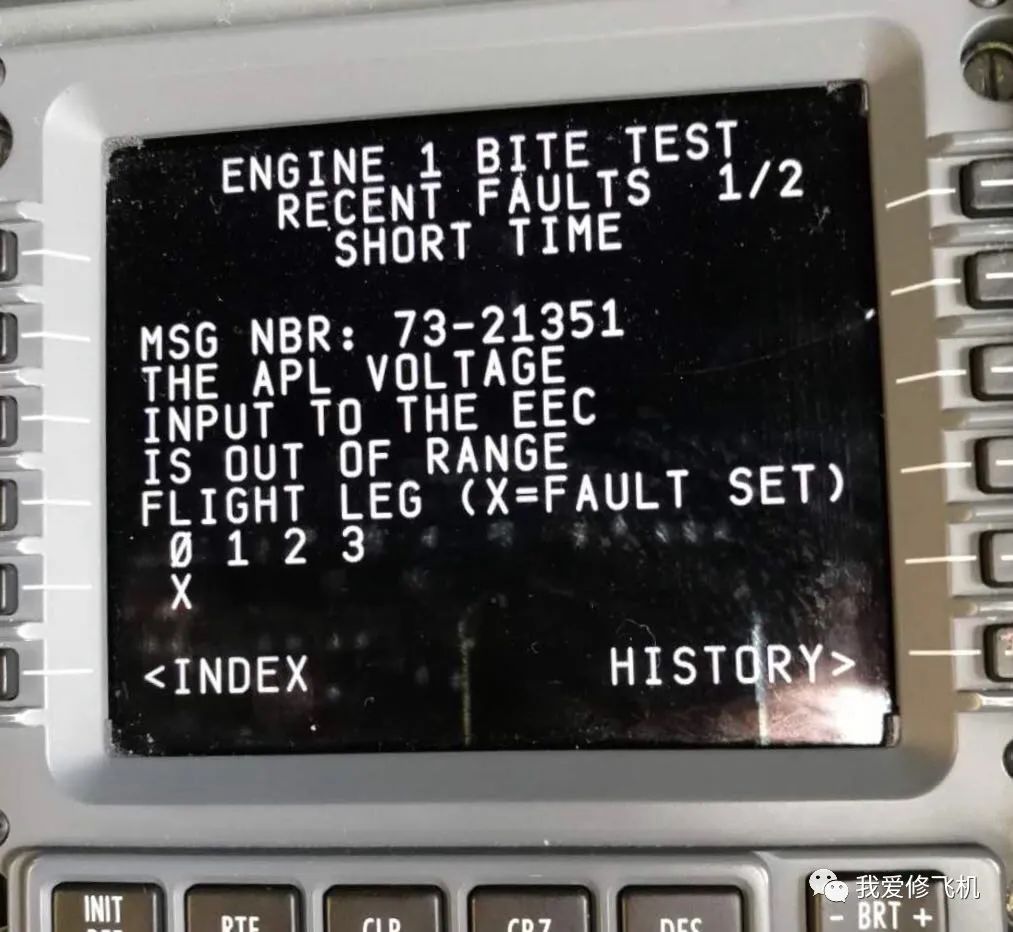 ENGINE 1 BITE TEST
RECENT FAULTS 1/2
SHORT TIME
MSG NBR: 73-21351
THE APL VOLTAGE
INPUT TO THE EEC
IS OUT OF RANGE
FLIGHT LEG (X=FAULT SET)
Ø 1 2 3
X
<INDEX HISTORY>
INIT
RTE CLB CRZ DES - BRT +
我爱修飞机